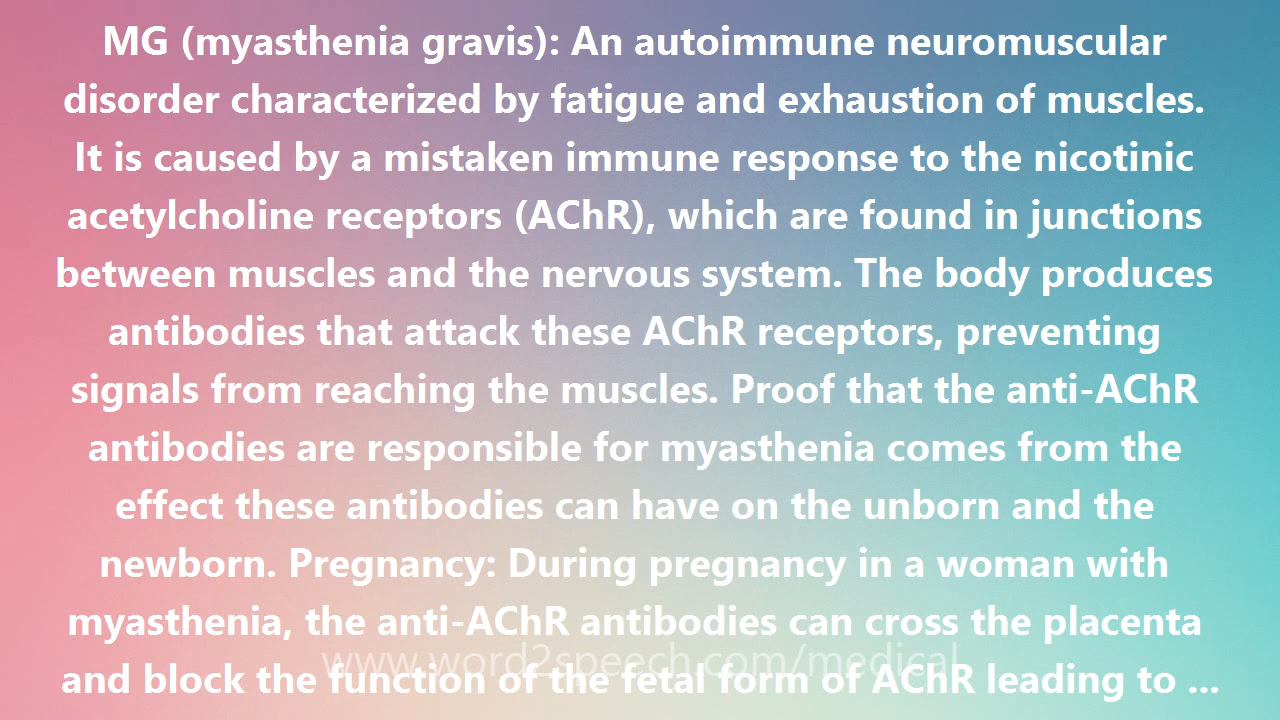 MG (myasthenia gravis): An autoimmune neuromuscular
disorder characterized by fatigue and exhaustion of muscles.
It is caused by a mistaken immune response to the nicotinic
acetylcholine receptors (AChR), which are found in junctions
between muscles and the nervous system. The body produces
antibodies that attack these AChR receptors, preventing
signals from reaching the muscles. Proof that the anti-AChR
antibodies are responsible for myasthenia comes from the
effect these antibodies can have on the unborn and the
newborn. Pregnancy: During pregnancy in a woman with
myasthenia, the anti-AChR antibodies can cross the placenta
www.word2speech.com/medical
and block the function of the fetal form of AChR leading to ...